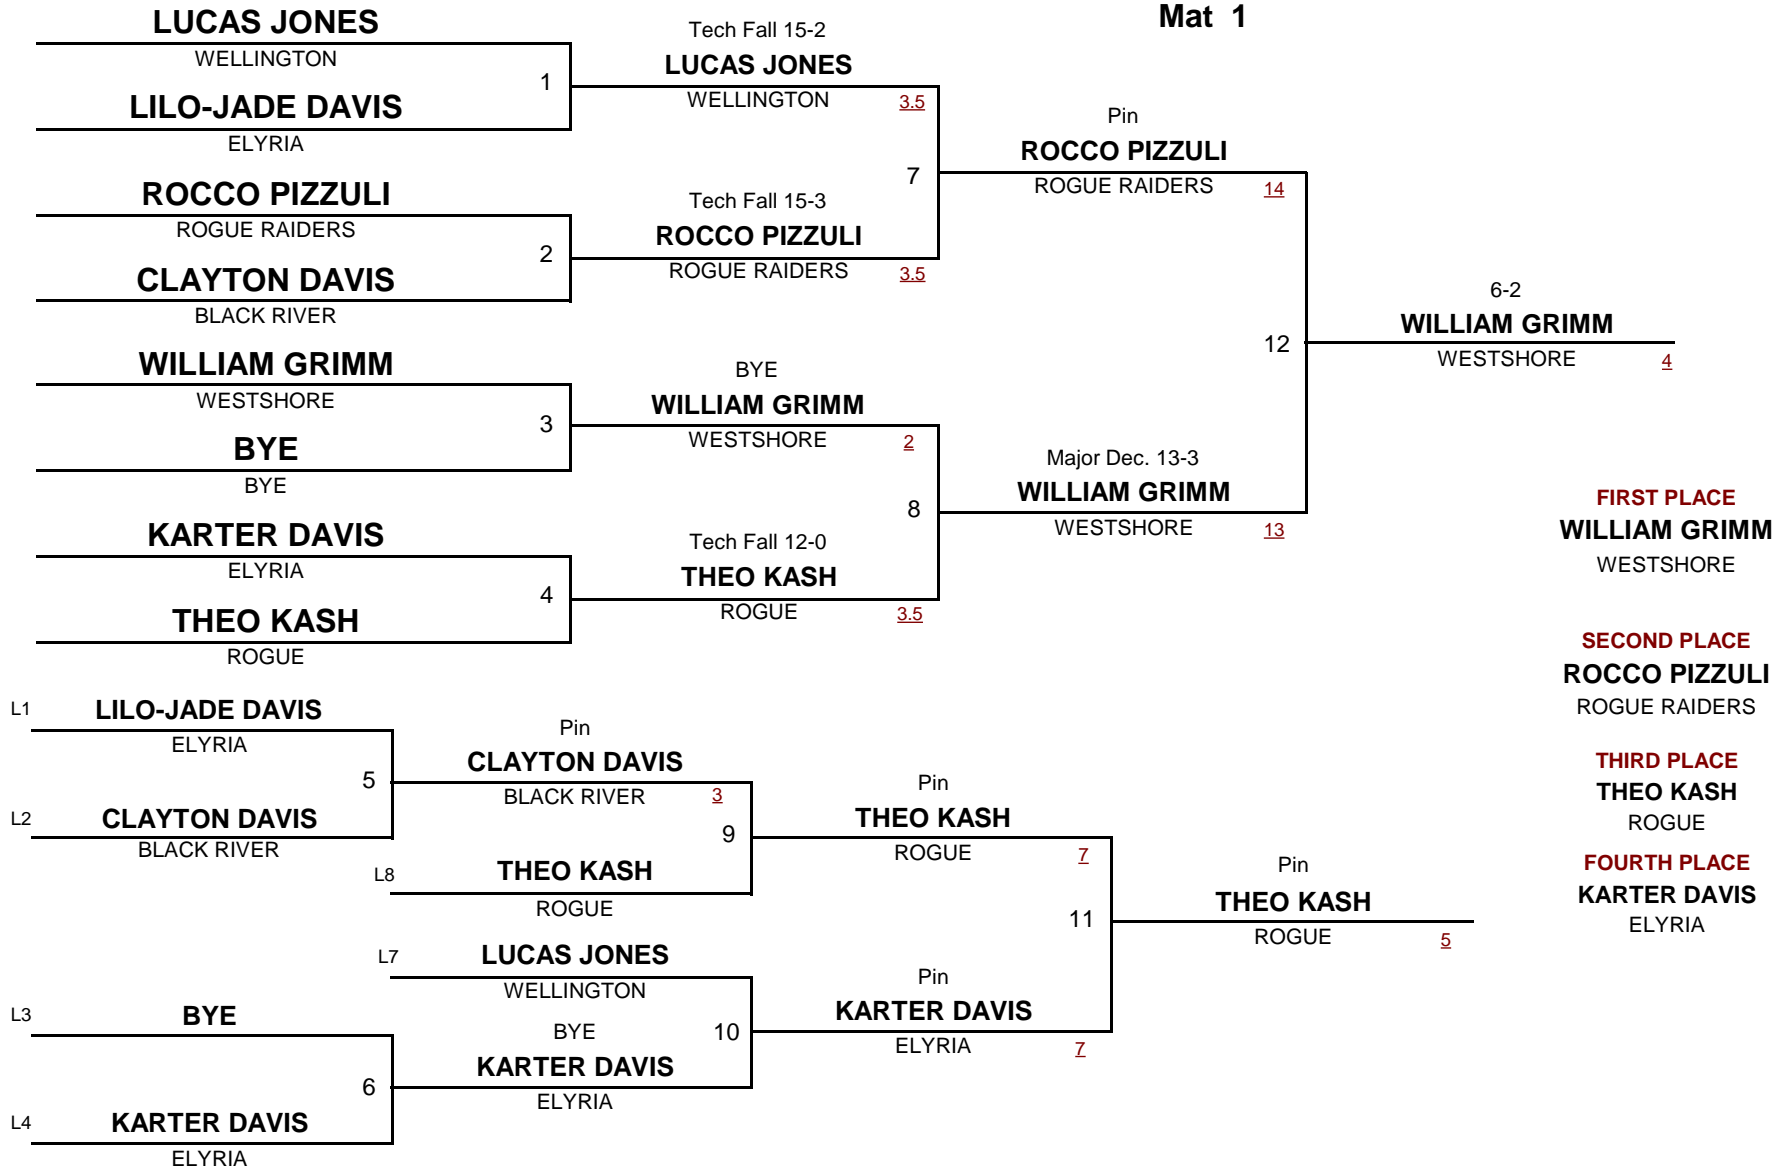 Mat 1
LUCAS JONES
WELLINGTON
1
LILO-JADE DAVIS
ELYRIA
ROCCO PIZZULI
ROGUE RAIDERS
2
CLAYTON DAVIS
BLACK RIVER
WILLIAM GRIMM
WESTSHORE
3
BYE
BYE
KARTER DAVIS
ELYRIA
4
THEO KASH
ROGUE
Tech Fall 15-2
LUCAS JONES
WELLINGTON 3.5
7
Tech Fall 15-3
ROCCO PIZZULI
ROGUE RAIDERS 3.5
BYE
WILLIAM GRIMM
WESTSHORE 2
8
Tech Fall 12-0
THEO KASH
ROGUE 3.5
Pin
ROCCO PIZZULI
ROGUE RAIDERS 14
12
Major Dec. 13-3
WILLIAM GRIMM
WESTSHORE 13
6-2
WILLIAM GRIMM
WESTSHORE 4
FIRST PLACE
WILLIAM GRIMM
WESTSHORE
SECOND PLACE
ROCCO PIZZULI
ROGUE RAIDERS
THIRD PLACE
THEO KASH
ROGUE
FOURTH PLACE
KARTER DAVIS
ELYRIA
L1 LILO-JADE DAVIS
ELYRIA
5
L2 CLAYTON DAVIS
BLACK RIVER
L3 BYE
6
L4 KARTER DAVIS
ELYRIA
Pin
CLAYTON DAVIS
BLACK RIVER 3
9
L8 THEO KASH
ROGUE
L7 LUCAS JONES
WELLINGTON
BYE 10
KARTER DAVIS
ELYRIA
Pin
THEO KASH
ROGUE 7
11
Pin
KARTER DAVIS
ELYRIA 7
Pin
THEO KASH
ROGUE 5